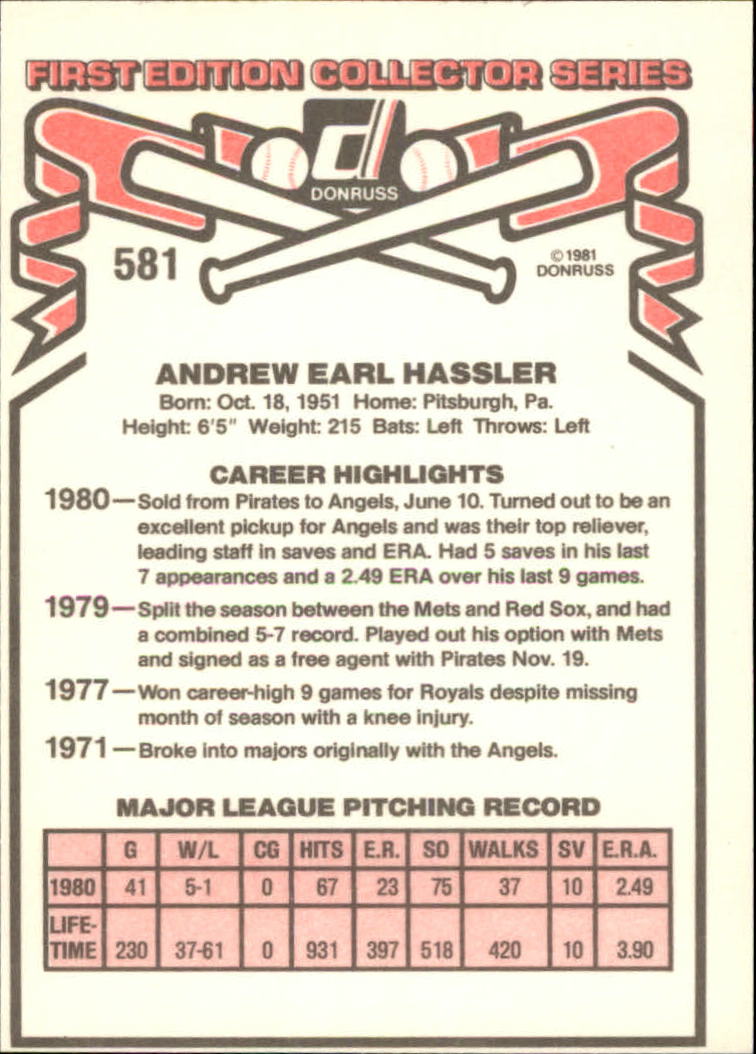 FIRST EDITION COLLECTOR SERIES
d
DONRUSS
581
© 1981
DONRUSS
ANDREW EARL HASSLER
Born: Oct. 18, 1951 Home: Pitsburgh, Pa.
Height: 6'5" Weight: 215 Bats: Left Throws: Left
CAREER HIGHLIGHTS
1980—Sold from Pirates to Angels, June 10. Turned out to be an
excellent pickup for Angels and was their top reliever,
leading staff in saves and ERA. Had 5 saves in his last
7 appearances and a 2.49 ERA over his last 9 games.
1979—Split the season between the Mets and Red Sox, and had
a combined 5-7 record. Played out his option with Mets
and signed as a free agent with Pirates Nov. 19.
1977—Won career-high 9 games for Royals despite missing
month of season with a knee injury.
1971—Broke into majors originally with the Angels.
MAJOR LEAGUE PITCHING RECORD
G W/L CG HITS E.R. SO WALKS SV E.R.A.
1980 41 5-1 0 67 23 75 37 10 2.49
LIFE-
TIME 230 37-61 0 931 397 518 420 10 3.90